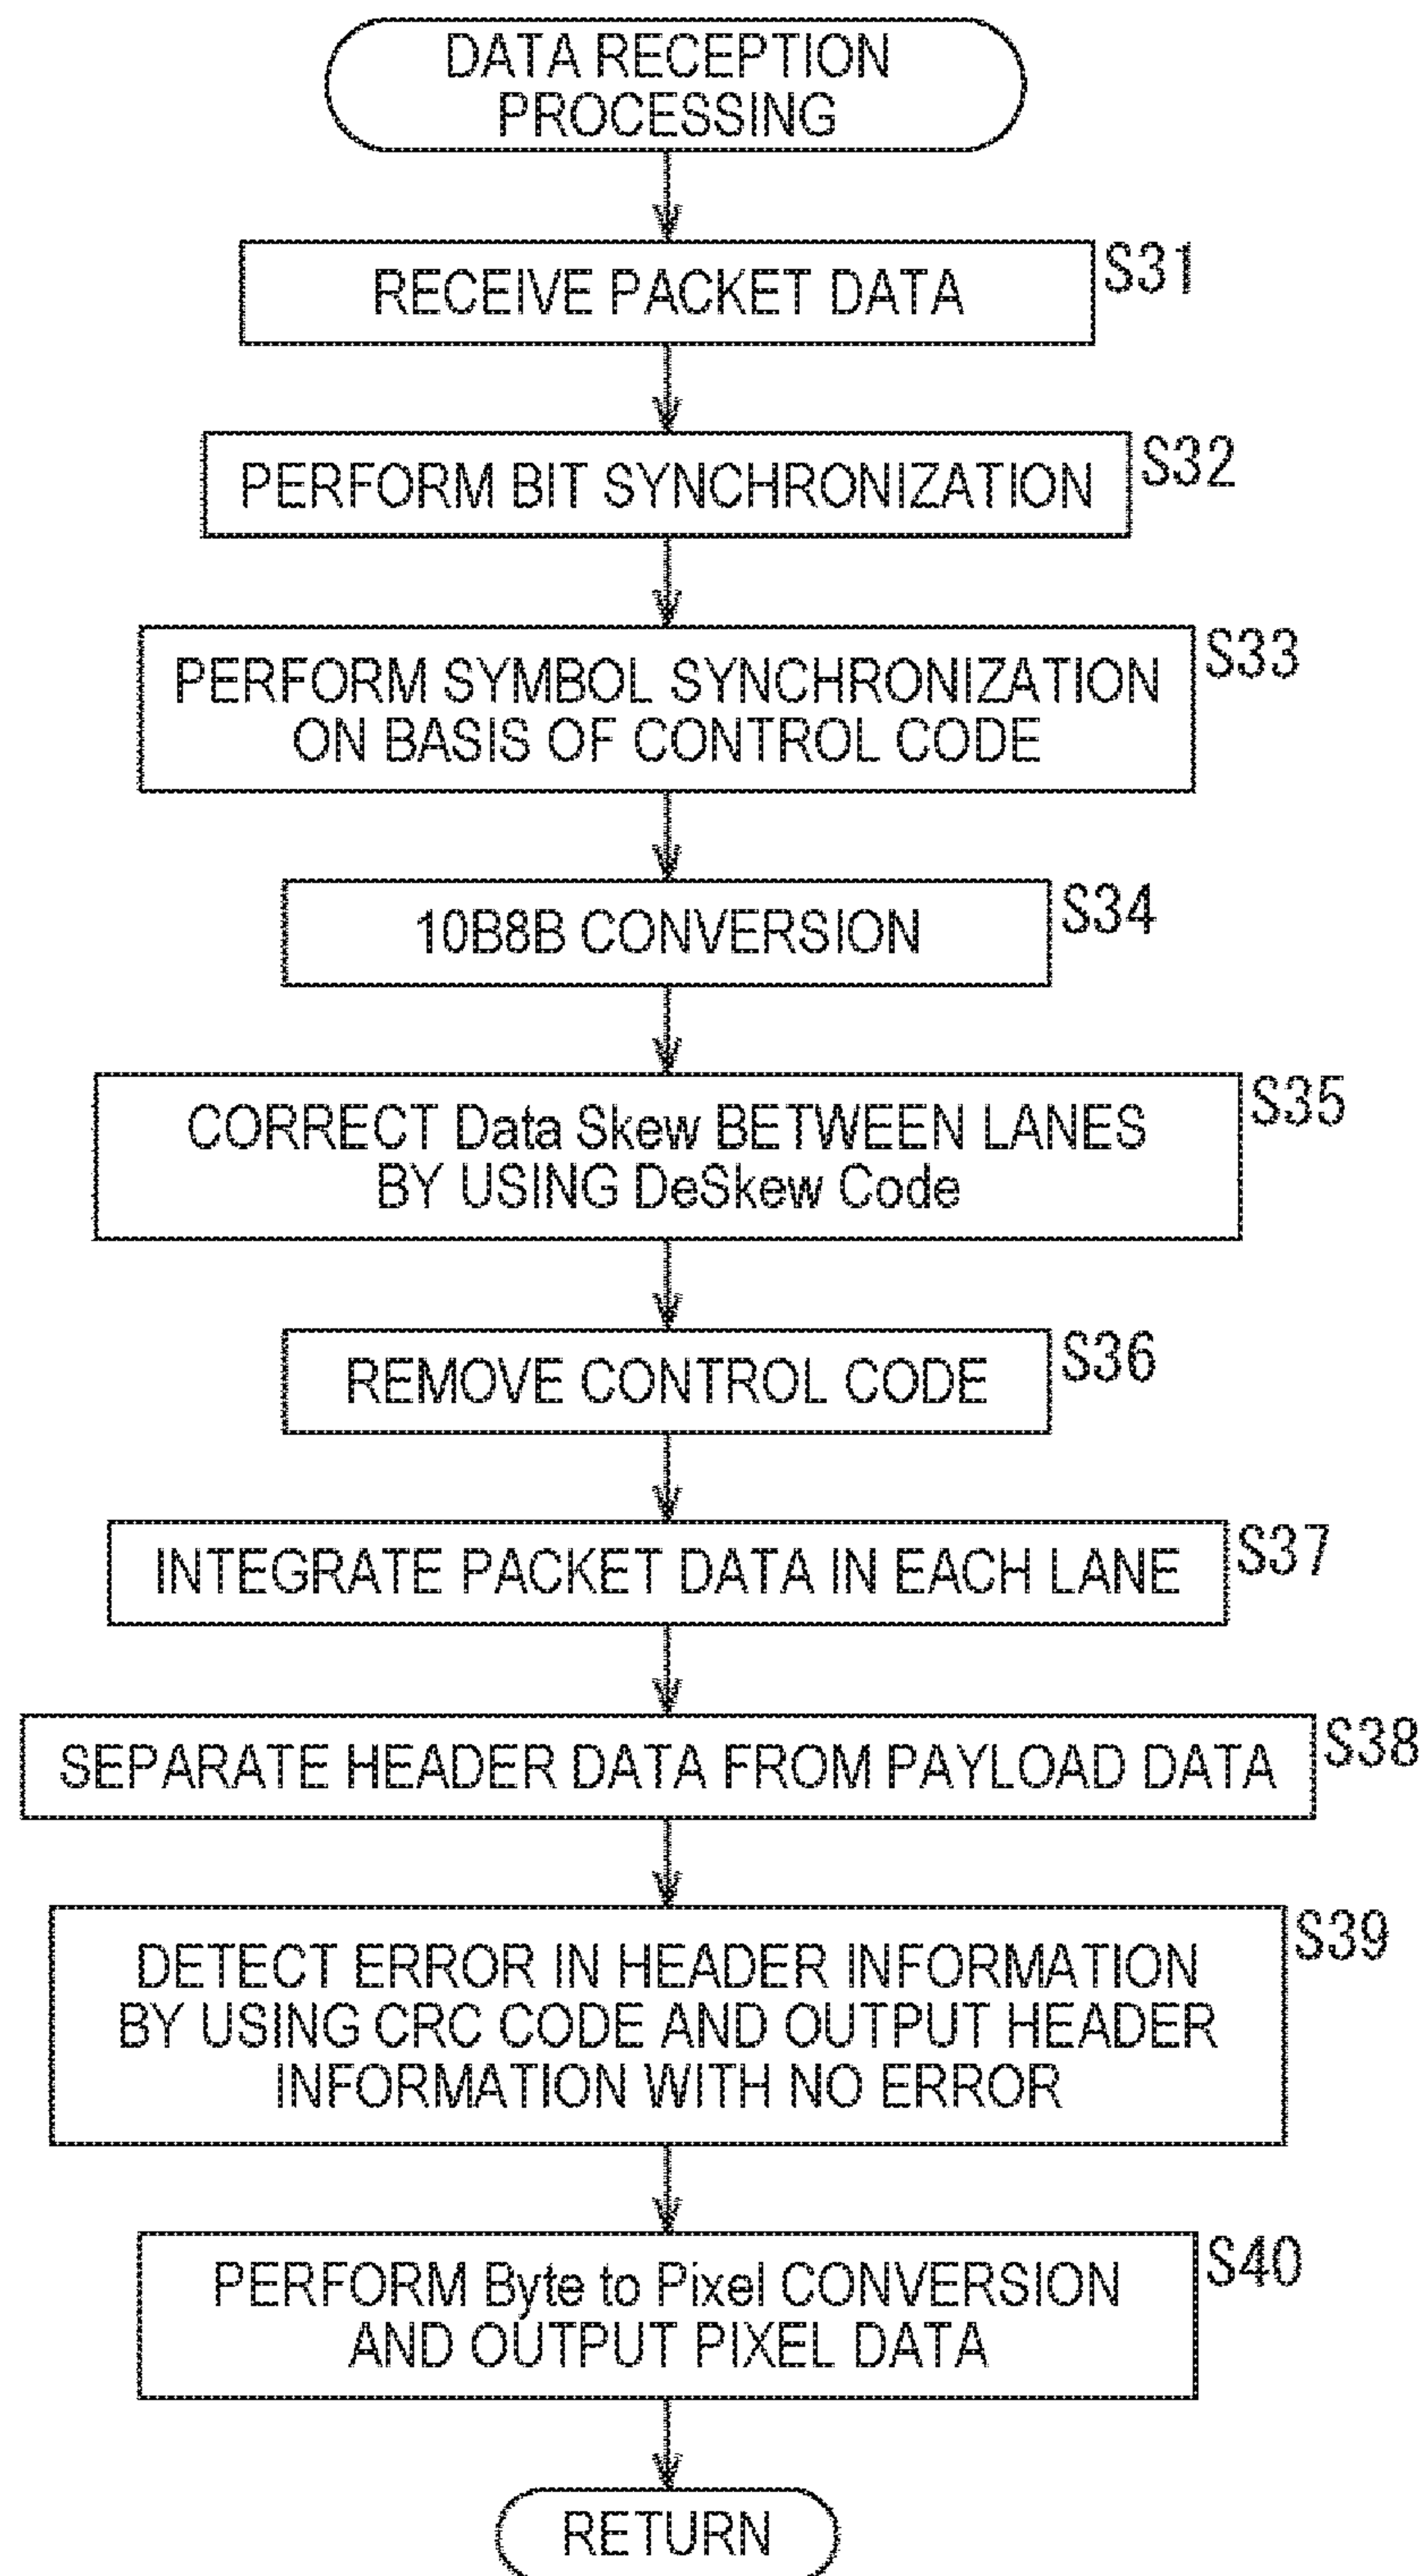 DATA RECEPTION
PROCESSING
RECEIVE PACKET DATA
S31
PERFORM BIT SYNCHRONIZATION
S32
PERFORM SYMBOL SYNCHRONIZATION
ON BASIS OF CONTROL CODE
S33
10B8B CONVERSION
S34
CORRECT Data Skew BETWEEN LANES
BY USING DeSkew Code
S35
REMOVE CONTROL CODE
S36
INTEGRATE PACKET DATA IN EACH LANE
S37
SEPARATE HEADER DATA FROM PAYLOAD DATA
S38
DETECT ERROR IN HEADER INFORMATION
BY USING CRC CODE AND OUTPUT HEADER
INFORMATION WITH NO ERROR
S39
PERFORM Byte to Pixel CONVERSION
AND OUTPUT PIXEL DATA
S40
RETURN